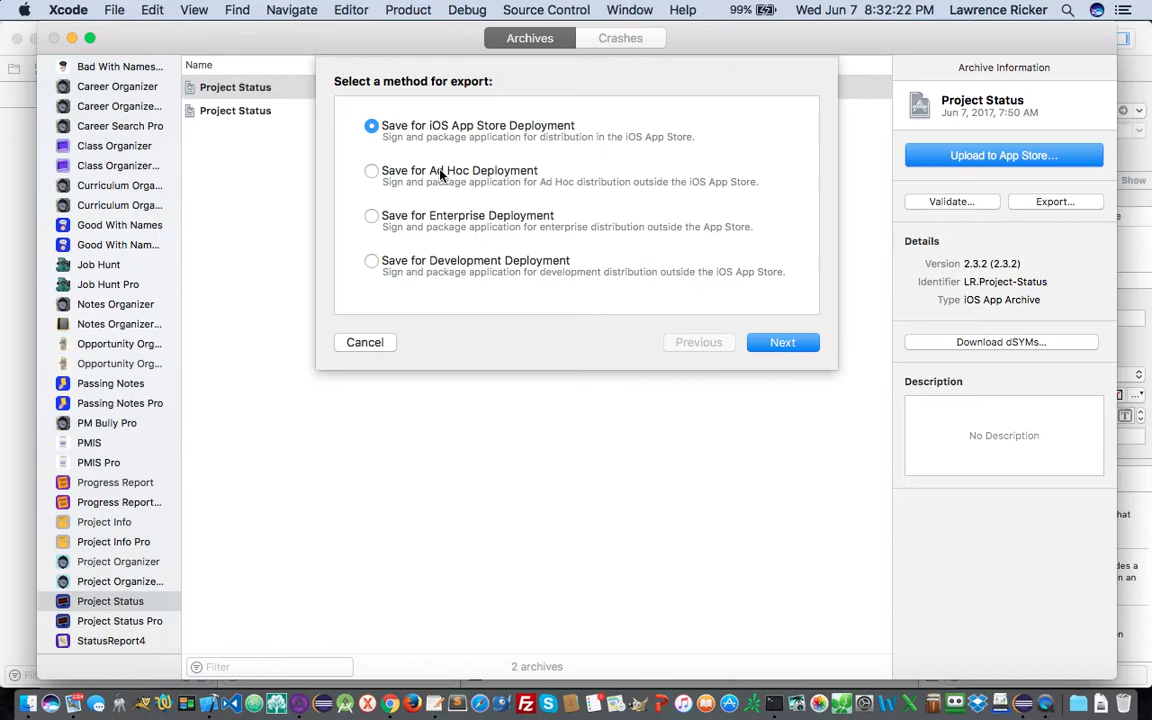 Xcode File Edit View Find Navigate Editor Product Debug Source Control Window Help 99% Wed Jun 7 8:32:22 PM Lawrence Ricker
Archives Crashes
Bad With Names...
Career Organizer
Career Organize...
Career Search Pro
Class Organizer
Class Organizer...
Curriculum Orga...
Curriculum Orga...
Good With Names
Good With Nam...
Job Hunt
Job Hunt Pro
Notes Organizer
Notes Organizer...
Opportunity Org...
Opportunity Org...
Passing Notes
Passing Notes Pro
PM Bully Pro
PMIS
PMIS Pro
Progress Report
Progress Report...
Project Info
Project Info Pro
Project Organizer
Project Organize...
Project Status
Project Status Pro
StatusReport4
Name
Project Status
Project Status
Filter
2 archives
Select a method for export:
Save for iOS App Store Deployment
Sign and package application for distribution in the iOS App Store.
Save for Ad Hoc Deployment
Sign and package application for Ad Hoc distribution outside the iOS App Store.
Save for Enterprise Deployment
Sign and package application for enterprise distribution outside the App Store.
Save for Development Deployment
Sign and package application for development distribution outside the iOS App Store.
Cancel Previous Next
Archive Information
Project Status
Jun 7, 2017, 7:50 AM
Upload to App Store...
Validate... Export...
Details
Version 2.3.2 (2.3.2)
Identifier LR.Project-Status
Type iOS App Archive
Download dSYMs...
Description
No Description
Show